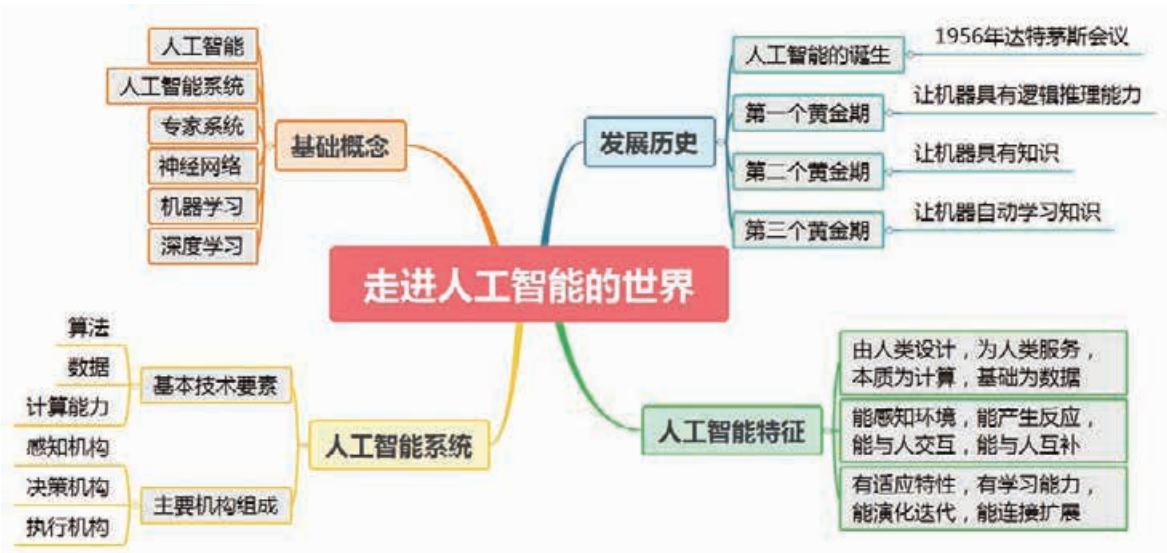 走进人工智能的世界
基础概念
人工智能
人工智能系统
专家系统
神经网络
机器学习
深度学习
发展历史
人工智能的诞生
1956年达特茅斯会议
第一个黄金期
让机器具有逻辑推理能力
第二个黄金期
让机器具有知识
第三个黄金期
让机器自动学习知识
人工智能系统
基本技术要素
算法
数据
计算能力
主要机构组成
感知机构
决策机构
执行机构
人工智能特征
由人类设计，为人类服务，
本质为计算，基础为数据
能感知环境，能产生反应，
能与人交互，能与人互补
有适应特性，有学习能力，
能演化迭代，能连接扩展